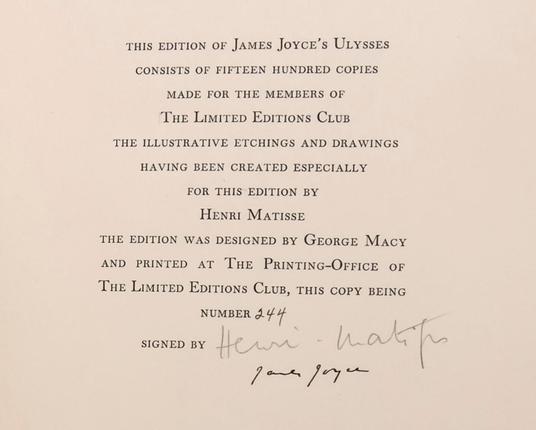 THIS EDITION OF JAMES JOYCE'S ULYSSES
CONSISTS OF FIFTEEN HUNDRED COPIES
MADE FOR THE MEMBERS OF
THE LIMITED EDITIONS CLUB
THE ILLUSTRATIVE ETCHINGS AND DRAWINGS
HAVING BEEN CREATED ESPECIALLY
FOR THIS EDITION BY
HENRI MATISSE
THE EDITION WAS DESIGNED BY GEORGE MACY
AND PRINTED AT THE PRINTING-OFFICE OF
THE LIMITED EDITIONS CLUB, THIS COPY BEING
NUMBER 244
SIGNED BY Henri - Matisse
James Joyce